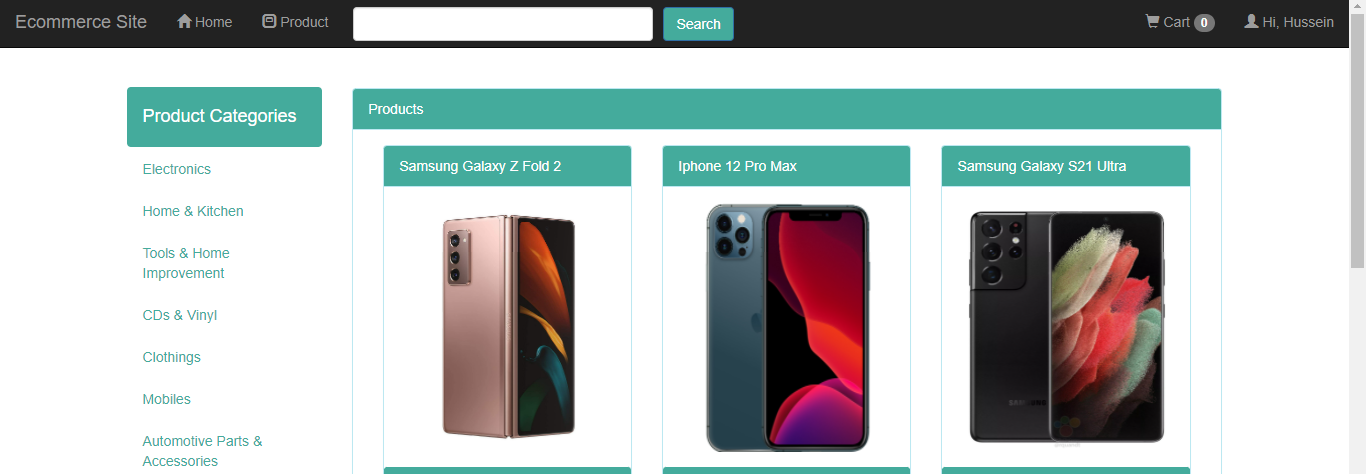 Ecommerce Site
Home
Product
Search
Cart 0
Hi, Hussein
Product Categories
Electronics
Home & Kitchen
Tools & Home
Improvement
CDs & Vinyl
Clothings
Mobiles
Automotive Parts &
Accessories
Products
Samsung Galaxy Z Fold 2
Iphone 12 Pro Max
Samsung Galaxy S21 Ultra
SAMSUNG